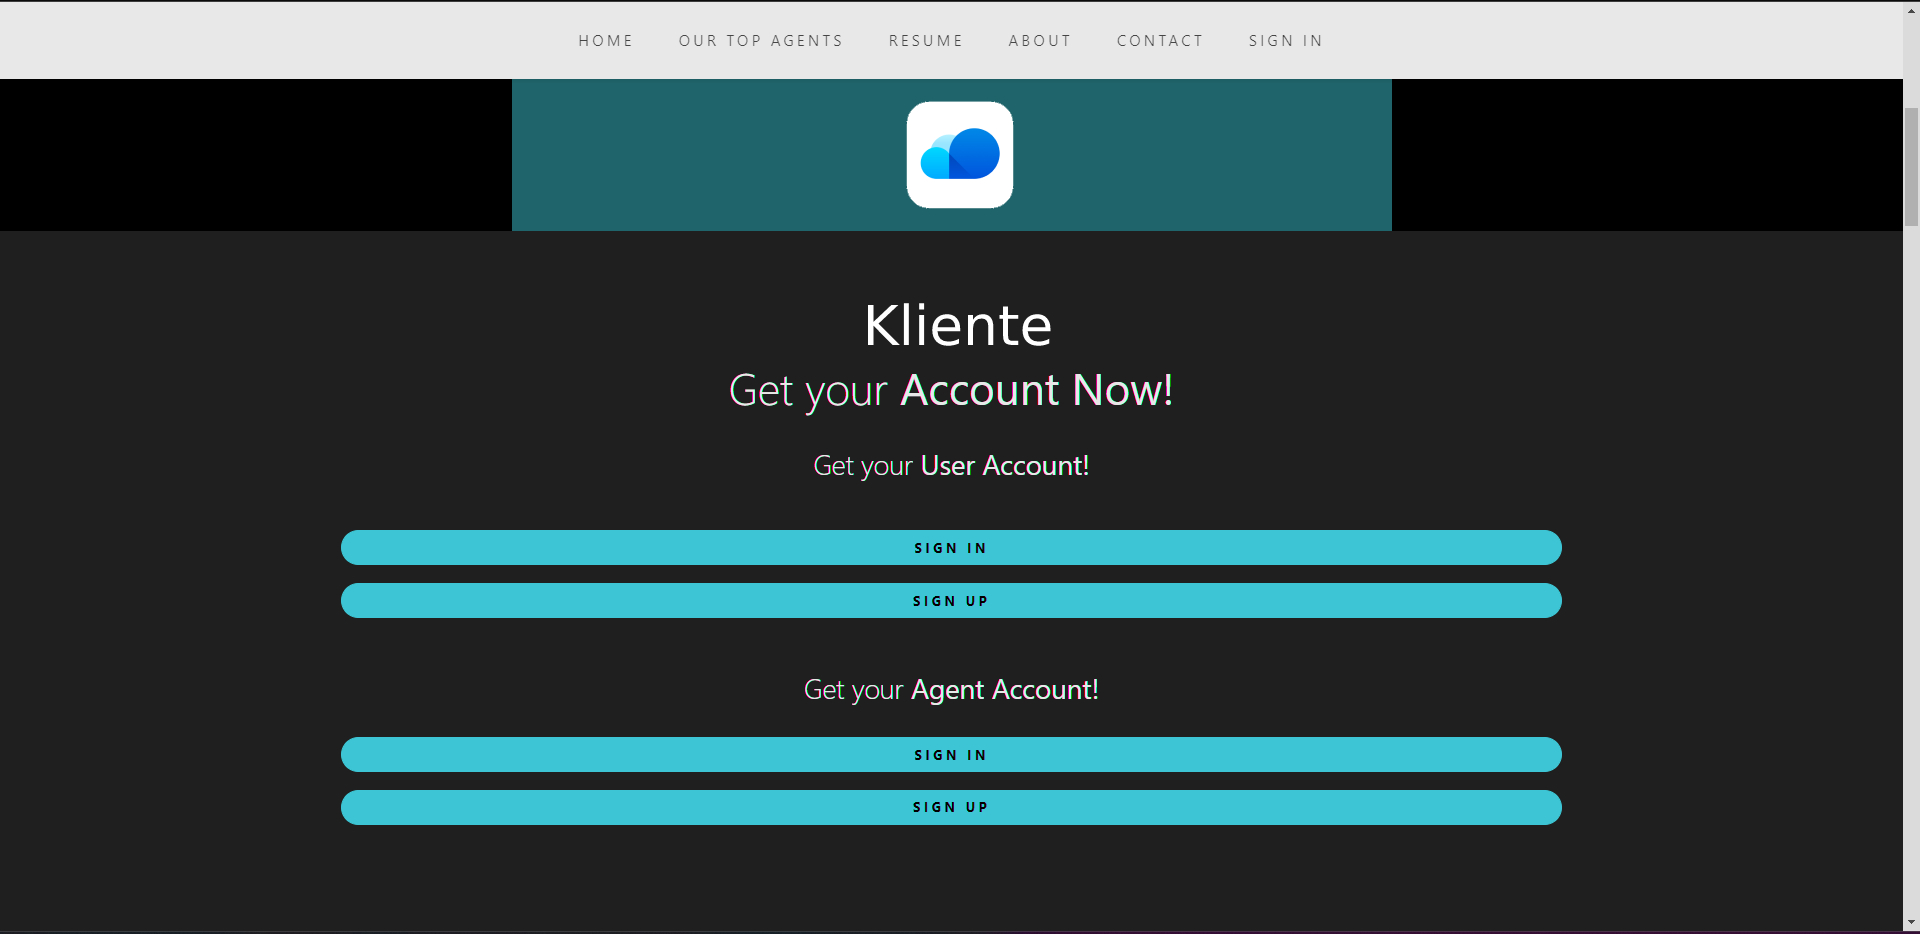 HOME OUR TOP AGENTS RESUME ABOUT CONTACT SIGN IN
Kliente
Get your Account Now!
Get your User Account!
SIGN IN
SIGN UP
Get your Agent Account!
SIGN IN
SIGN UP